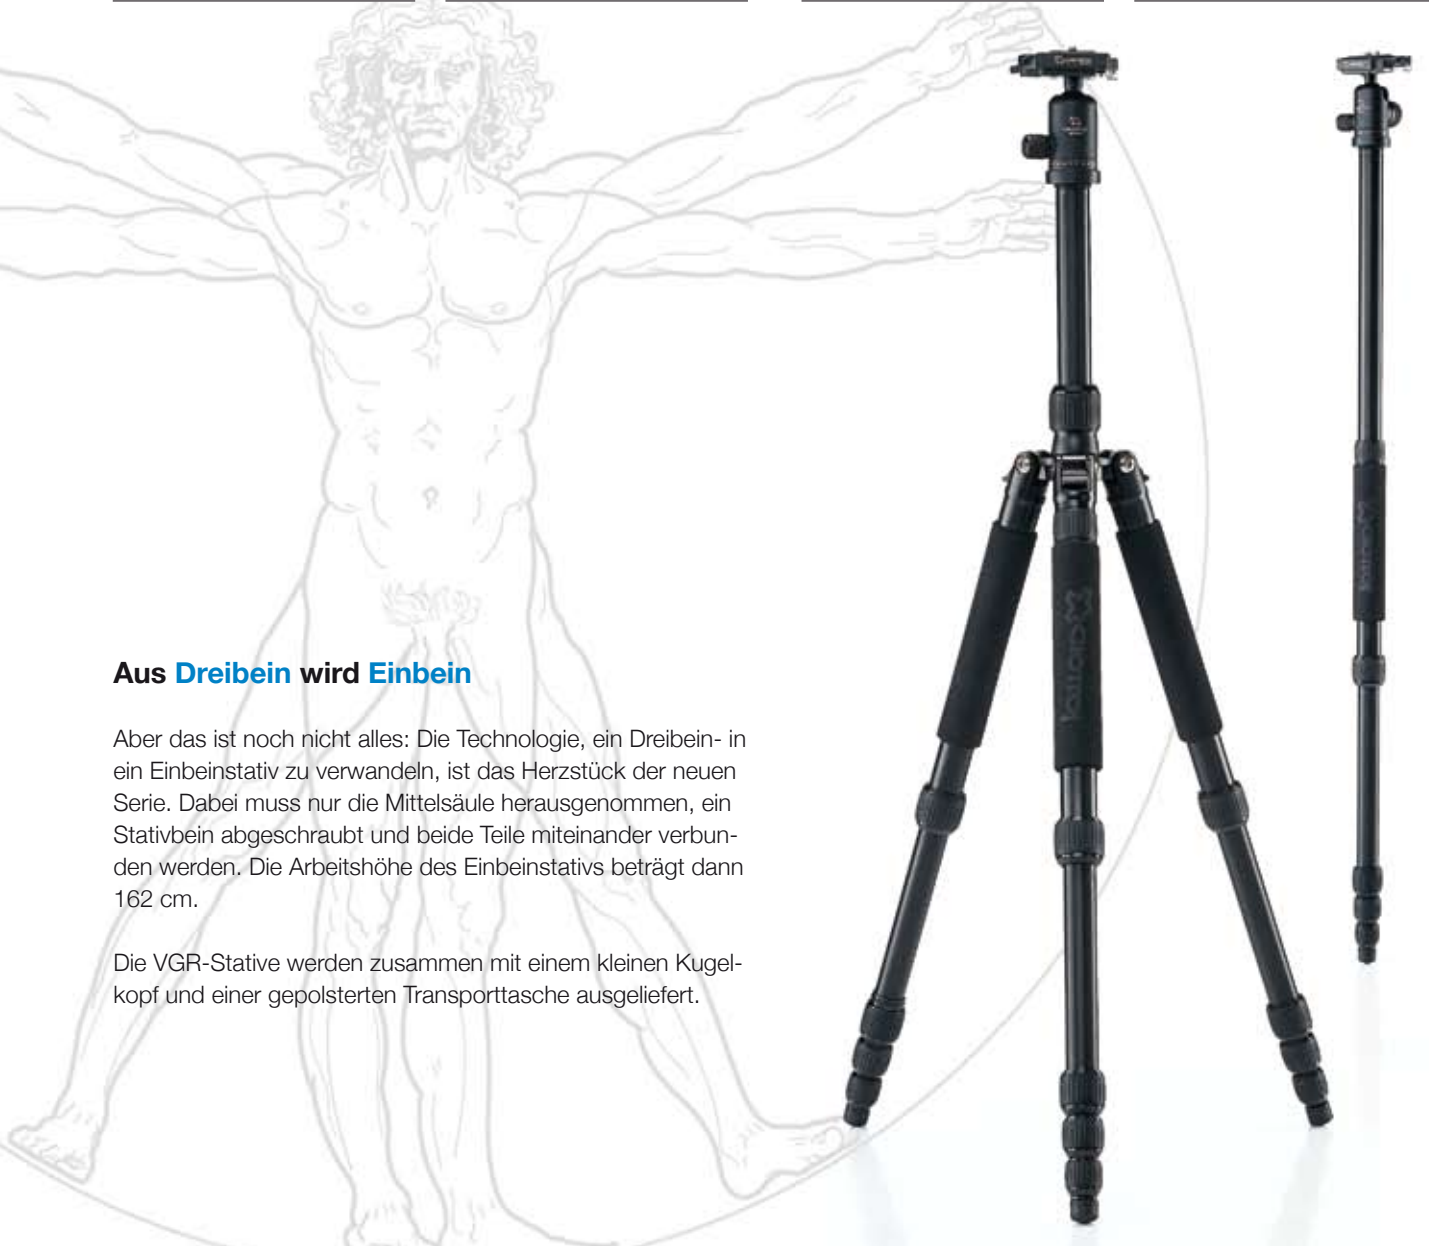 Aus Dreibein wird Einbein
Aber das ist noch nicht alles: Die Technologie, ein Dreibein- in
ein Einbeinstativ zu verwandeln, ist das Herzstück der neuen
Serie. Dabei muss nur die Mittelsäule herausgenommen, ein
Stativbein abgeschraubt und beide Teile miteinander verbun-
den werden. Die Arbeitshöhe des Einbeinstativs beträgt dann
162 cm.
Die VGR-Stative werden zusammen mit einem kleinen Kugel-
kopf und einer gepolsterten Transporttasche ausgeliefert.